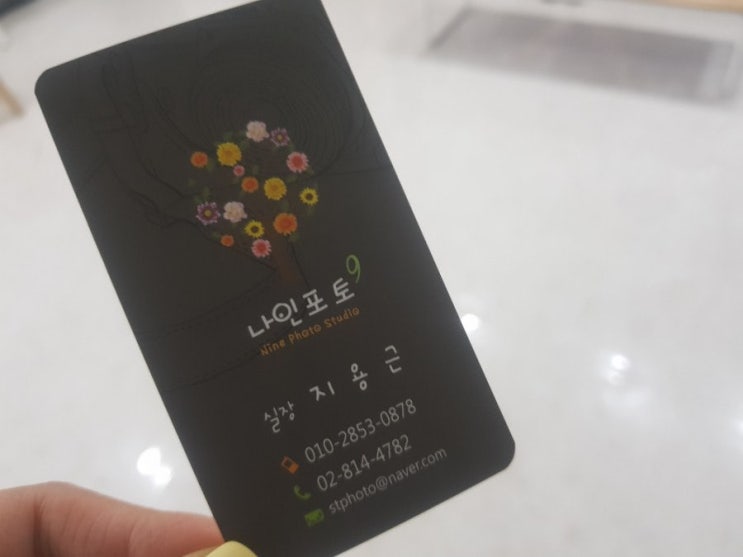 나인포토9
Nine Photo Studio
실장 지용근
010-2853-0878
02-814-4782
stphoto@naver.com